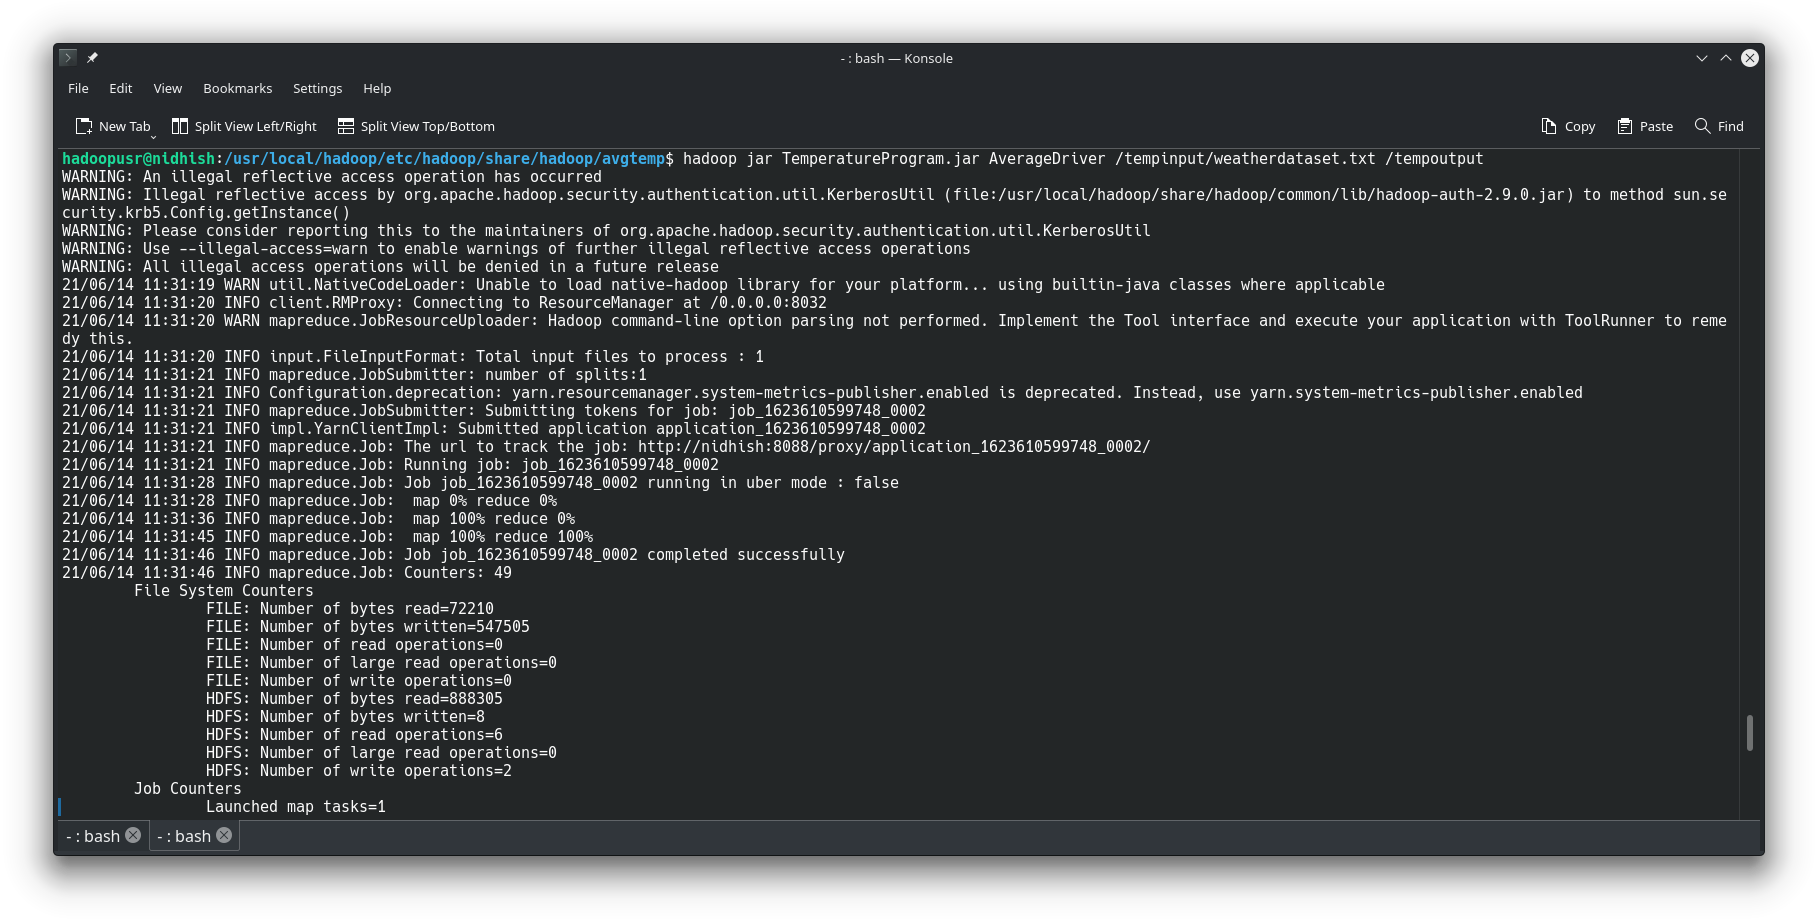 - : bash — Konsole
File Edit View Bookmarks Settings Help
New Tab Split View Left/Right Split View Top/Bottom Copy Paste Find
hadoopusr@nidhish:/usr/local/hadoop/etc/hadoop/share/hadoop/avgtemp$ hadoop jar TemperatureProgram.jar AverageDriver /tempinput/weatherdataset.txt /tempoutput
WARNING: An illegal reflective access operation has occurred
WARNING: Illegal reflective access by org.apache.hadoop.security.authentication.util.KerberosUtil (file:/usr/local/hadoop/share/hadoop/common/lib/hadoop-auth-2.9.0.jar) to method sun.se
curity.krb5.Config.getInstance()
WARNING: Please consider reporting this to the maintainers of org.apache.hadoop.security.authentication.util.KerberosUtil
WARNING: Use --illegal-access=warn to enable warnings of further illegal reflective access operations
WARNING: All illegal access operations will be denied in a future release
21/06/14 11:31:19 WARN util.NativeCodeLoader: Unable to load native-hadoop library for your platform... using builtin-java classes where applicable
21/06/14 11:31:20 INFO client.RMProxy: Connecting to ResourceManager at /0.0.0.0:8032
21/06/14 11:31:20 WARN mapreduce.JobResourceUploader: Hadoop command-line option parsing not performed. Implement the Tool interface and execute your application with ToolRunner to reme
dy this.
21/06/14 11:31:20 INFO input.FileInputFormat: Total input files to process : 1
21/06/14 11:31:21 INFO mapreduce.JobSubmitter: number of splits:1
21/06/14 11:31:21 INFO Configuration.deprecation: yarn.resourcemanager.system-metrics-publisher.enabled is deprecated. Instead, use yarn.system-metrics-publisher.enabled
21/06/14 11:31:21 INFO mapreduce.JobSubmitter: Submitting tokens for job: job_1623610599748_0002
21/06/14 11:31:21 INFO impl.YarnClientImpl: Submitted application application_1623610599748_0002
21/06/14 11:31:21 INFO mapreduce.Job: The url to track the job: http://nidhish:8088/proxy/application_1623610599748_0002/
21/06/14 11:31:21 INFO mapreduce.Job: Running job: job_1623610599748_0002
21/06/14 11:31:28 INFO mapreduce.Job: Job job_1623610599748_0002 running in uber mode : false
21/06/14 11:31:28 INFO mapreduce.Job:  map 0% reduce 0%
21/06/14 11:31:36 INFO mapreduce.Job:  map 100% reduce 0%
21/06/14 11:31:45 INFO mapreduce.Job:  map 100% reduce 100%
21/06/14 11:31:46 INFO mapreduce.Job: Job job_1623610599748_0002 completed successfully
21/06/14 11:31:46 INFO mapreduce.Job: Counters: 49
File System Counters
FILE: Number of bytes read=72210
FILE: Number of bytes written=547505
FILE: Number of read operations=0
FILE: Number of large read operations=0
FILE: Number of write operations=0
HDFS: Number of bytes read=888305
HDFS: Number of bytes written=8
HDFS: Number of read operations=6
HDFS: Number of large read operations=0
HDFS: Number of write operations=2
Job Counters
Launched map tasks=1
- : bash - : bash